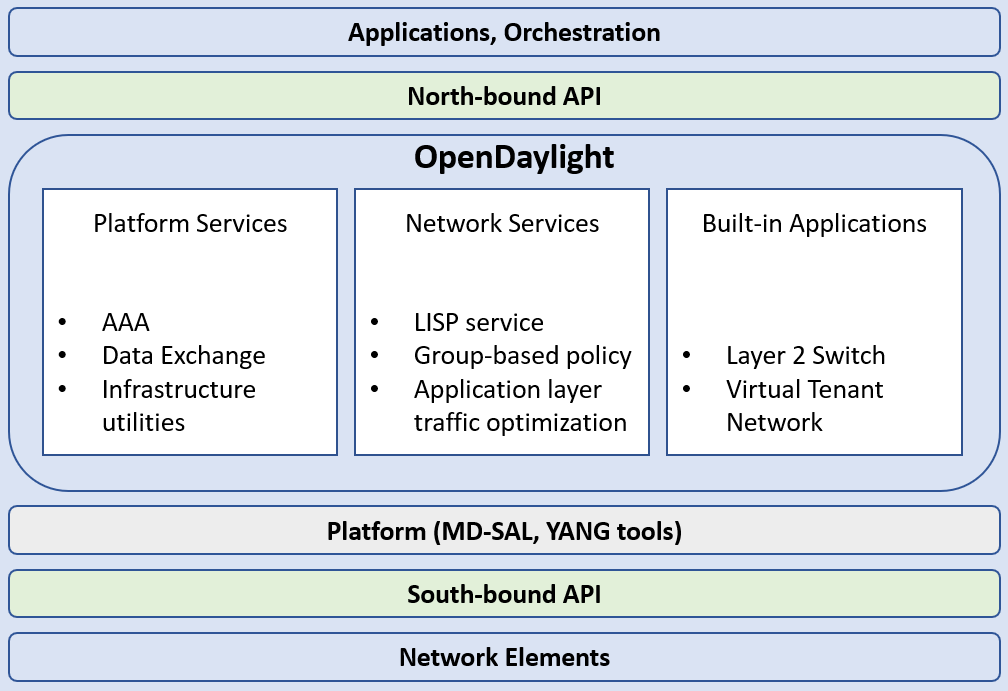 Applications, Orchestration
North-bound API
OpenDaylight
Platform Services
• AAA
• Data Exchange
• Infrastructure
utilities
Network Services
• LISP service
• Group-based policy
• Application layer
traffic optimization
Built-in Applications
• Layer 2 Switch
• Virtual Tenant
Network
Platform (MD-SAL, YANG tools)
South-bound API
Network Elements